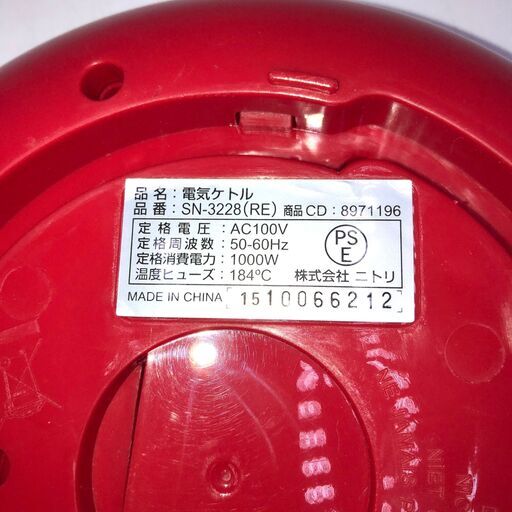 品名：電気ケトル
品番：SN-3228(RE) 商品CD：8971196
定格電圧：AC100V
定格周波数：50-60Hz
定格消費電力：1000W
温度ヒューズ：184℃
PS
E
株式会社ニトリ
MADE IN CHINA 1510066212